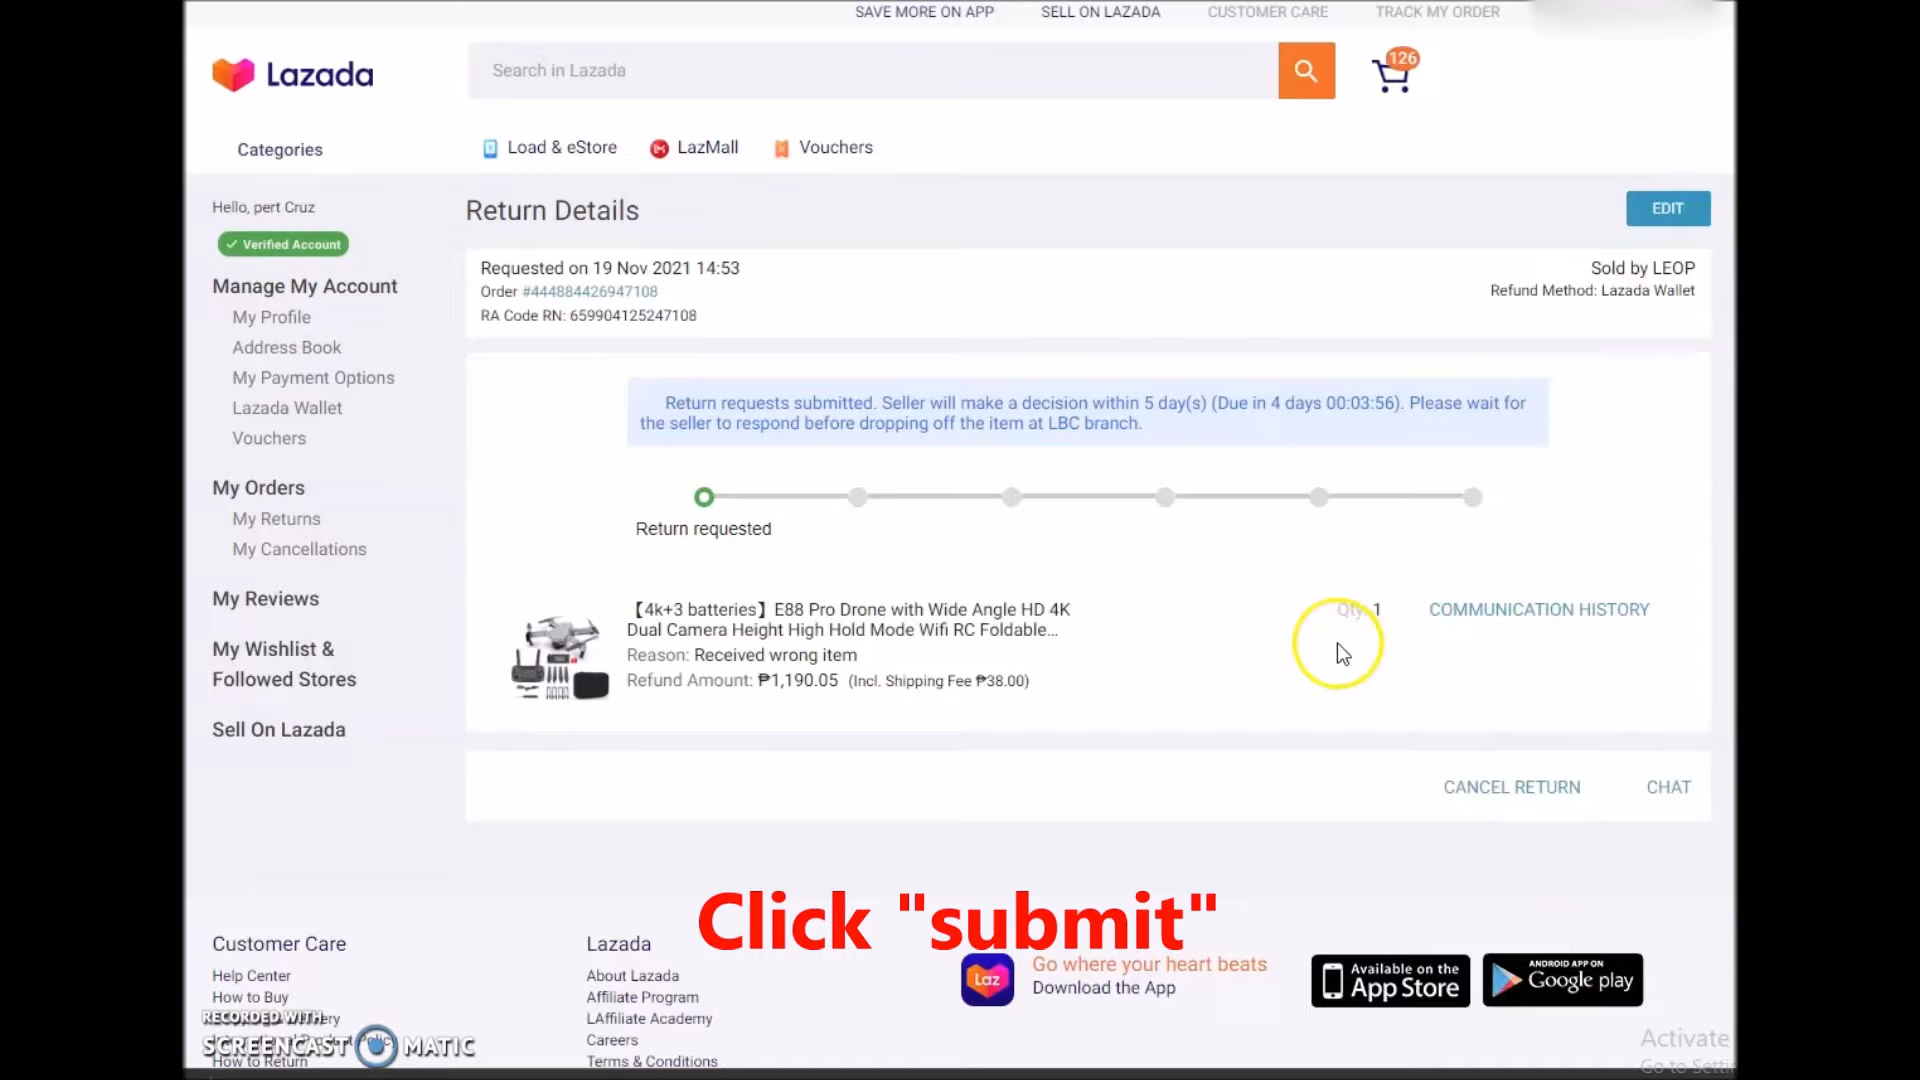 SAVE MORE ON APP SELL ON LAZADA CUSTOMER CARE TRACK MY ORDER
Lazada
Search in Lazada
126
Categories
Load & eStore LazMall Vouchers
Hello, pert Cruz
Verified Account
Manage My Account
My Profile
Address Book
My Payment Options
Lazada Wallet
Vouchers
My Orders
My Returns
My Cancellations
My Reviews
My Wishlist &
Followed Stores
Sell On Lazada
Return Details
EDIT
Requested on 19 Nov 2021 14:53
Order #444884426947108
RA Code RN: 659904125247108
Sold by LEOP
Refund Method: Lazada Wallet
Return requests submitted. Seller will make a decision within 5 day(s) (Due in 4 days 00:03:56). Please wait for
the seller to respond before dropping off the item at LBC branch.
Return requested
【4k+3 batteries】E88 Pro Drone with Wide Angle HD 4K
Dual Camera Height High Hold Mode Wifi RC Foldable...
Reason: Received wrong item
Refund Amount: ₱1,190.05 (Incl. Shipping Fee ₱38.00)
Qty: 1
COMMUNICATION HISTORY
CANCEL RETURN CHAT
Click "submit"
Customer Care
Help Center
How to Buy
How to Return
Lazada
About Lazada
Affiliate Program
LAffiliate Academy
Careers
Terms & Conditions
Laz
Go where your heart beats
Download the App
Available on the
App Store
ANDROID APP ON
Google play
RECORDED WITH
SCREENCAST MATIC
Activate
Go to